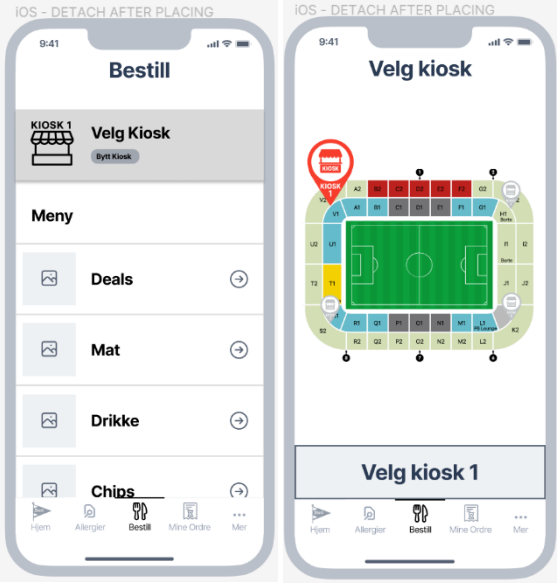 iOS - DETACH AFTER PLACING
9:41
Bestill
KIOSK 1
Velg Kiosk
Bytt Kiosk
Meny
Deals
Mat
Drikke
Chips
Hjem
Allergier
Bestill
Mine Ordre
Mer
iOS - DETACH AFTER PLACING
9:41
Velg kiosk
KIOSK
KIOSK
1
A2 B2 C2 D2 E2 F2 G2
V1 A1 B1 C1 D1 E1 F1 G1 H1
Borte
U2 U1 I1 I2
Borte
T2 T1 J1 J2
S2 R1 Q1 P1 O1 N1 M1 L1 K2
R2 Q2 P2 O2 N2 M2 L2
Velg kiosk 1
Hjem
Allergier
Bestill
Mine Ordre
Mer